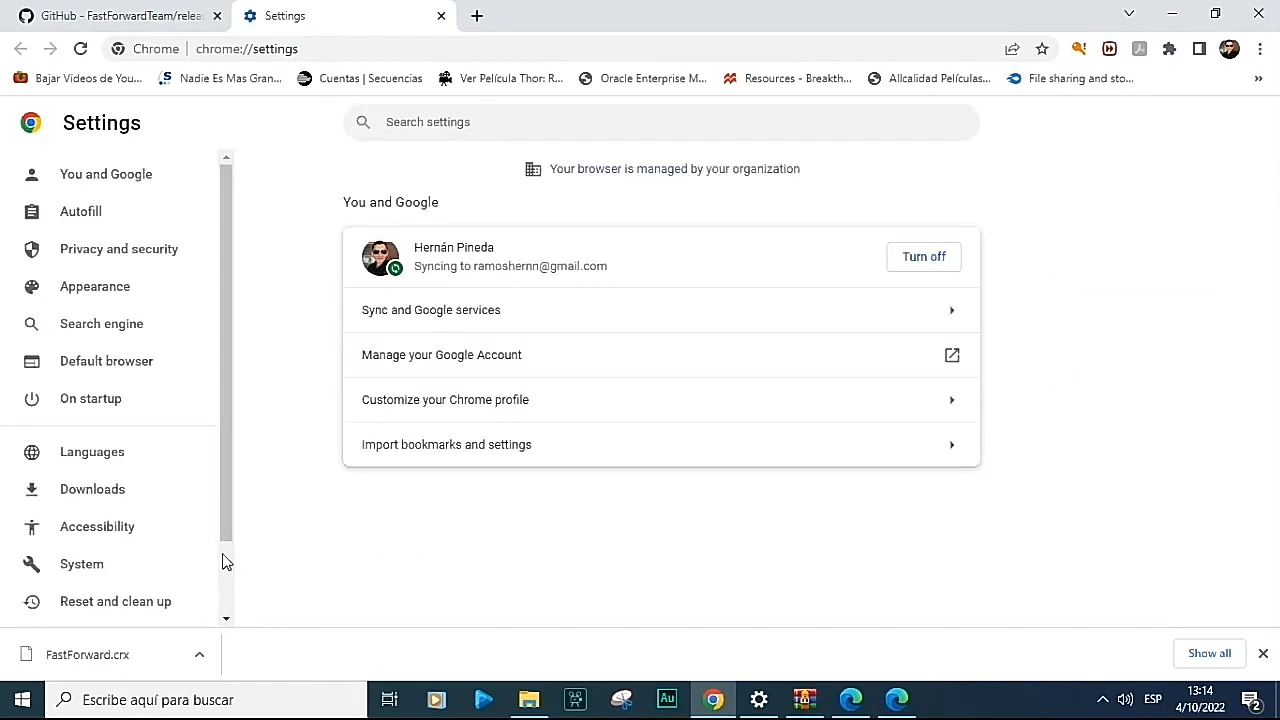 GitHub - FastForwardTeam/relea
Settings
Chrome
chrome://settings
Bajar Videos de You...
Nadie Es Mas Gran...
Cuentas | Secuencias
Ver Película Thor: R...
Oracle Enterprise M...
Resources - Breakth...
Allcalidad Películas...
File sharing and sto...
»
Settings
Search settings
Your browser is managed by your organization
You and Google
Autofill
Privacy and security
Appearance
Search engine
Default browser
On startup
Languages
Downloads
Accessibility
System
Reset and clean up
You and Google
Hernán Pineda
Syncing to ramoshernn@gmail.com
Turn off
Sync and Google services
Manage your Google Account
Customize your Chrome profile
Import bookmarks and settings
FastForward.crx
Show all
Escribe aquí para buscar
Au
ESP
13:14
4/10/2022
2